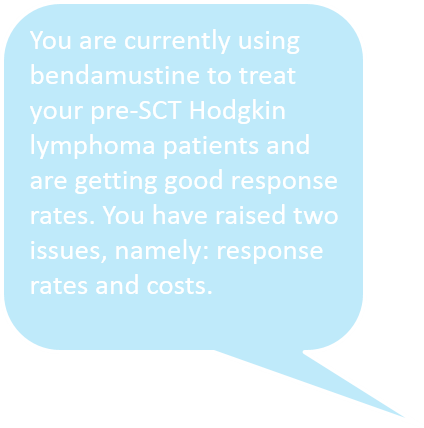 You are currently using
bendamustine to treat
your pre-SCT Hodgkin
lymphoma patients and
are getting good response
rates. You have raised two
issues, namely: response
rates and costs.